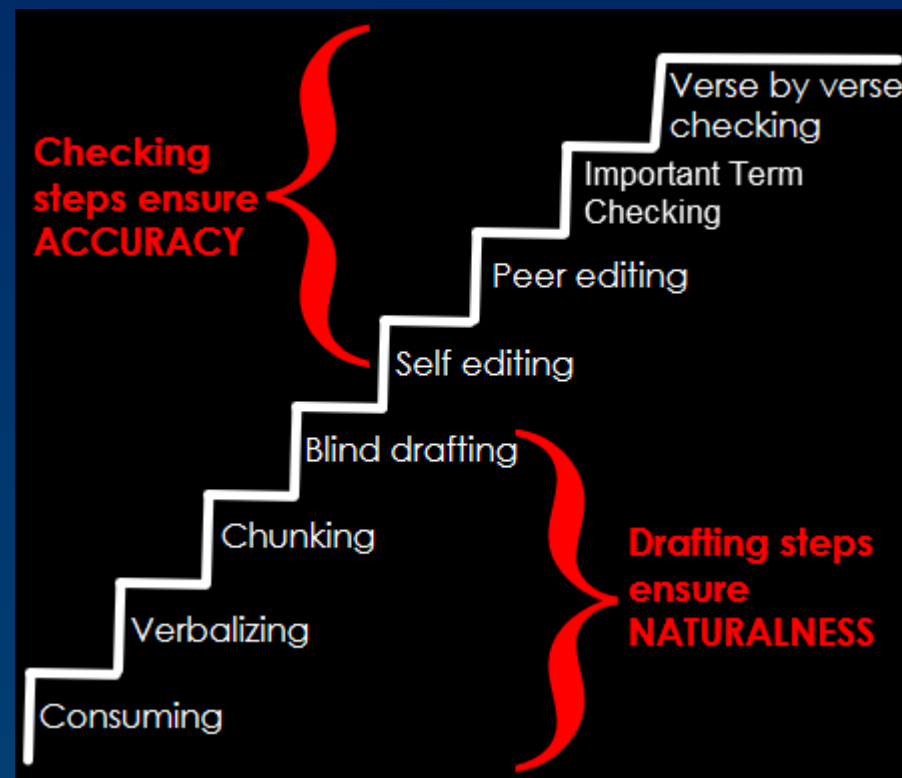 Verse by verse
checking
Important Term
Checking
Peer editing
Self editing
Blind drafting
Chunking
Verbalizing
Consuming
Checking
steps ensure
ACCURACY
Drafting steps
ensure
NATURALNESS